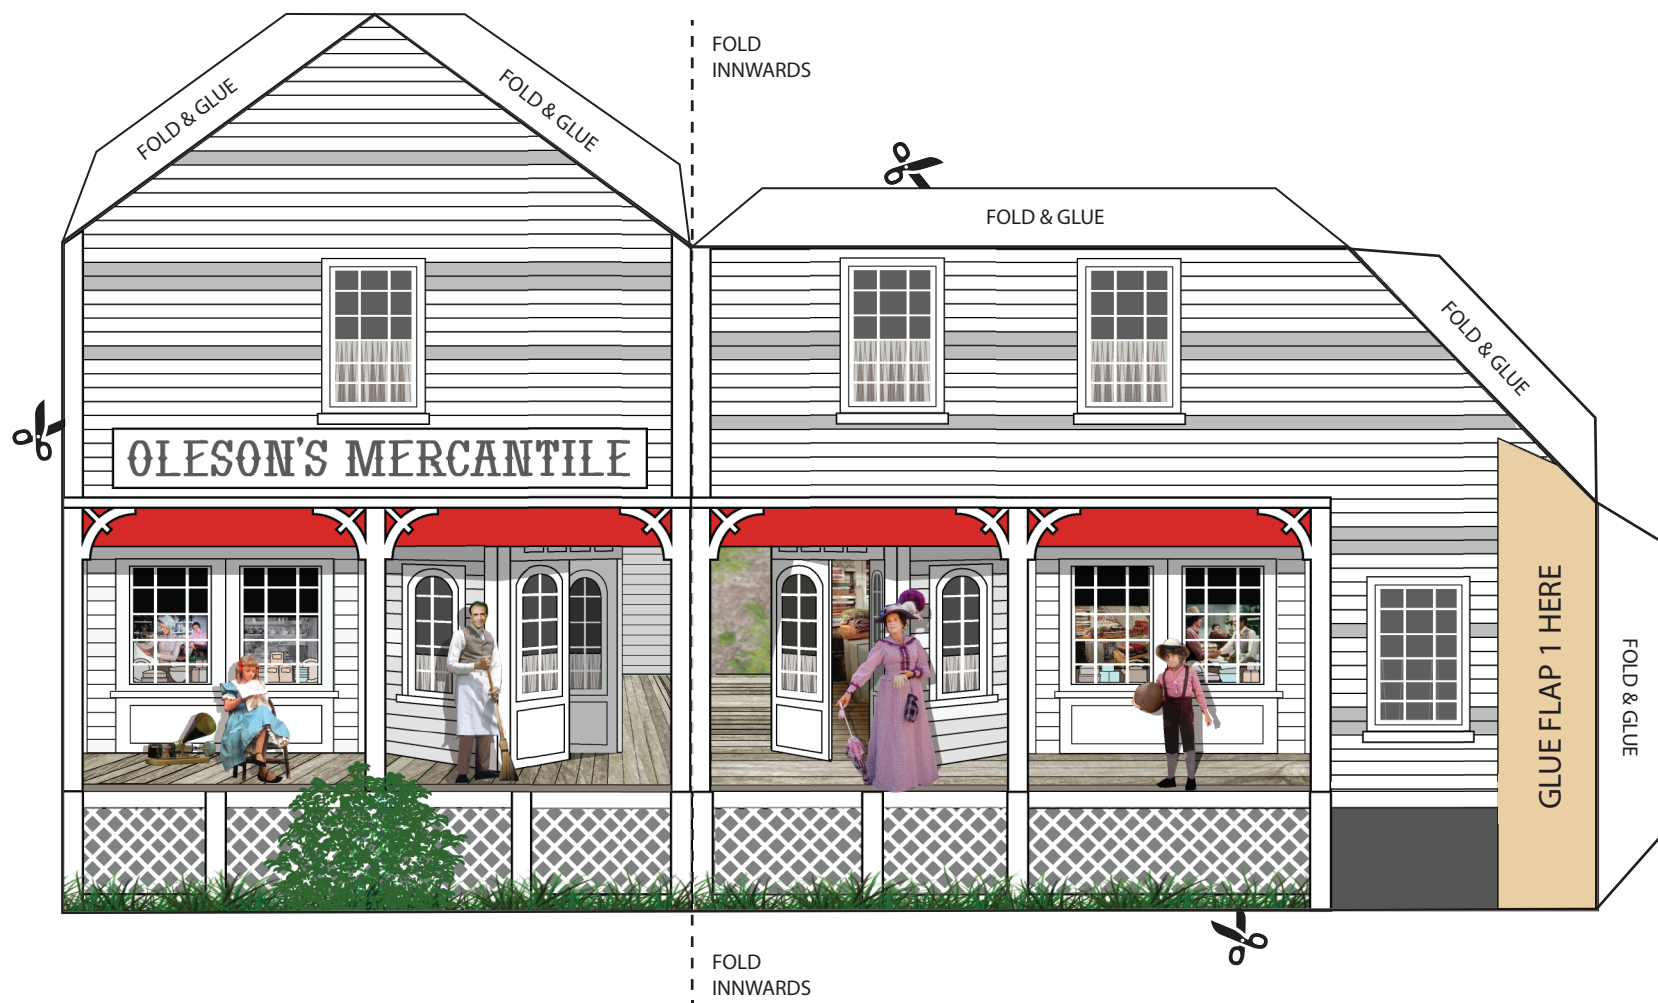 FOLD
INNWARDS
FOLD & GLUE
FOLD & GLUE
FOLD & GLUE
FOLD & GLUE
OLESON'S MERCANTILE
GLUE FLAP 1 HERE
FOLD & GLUE
FOLD
INNWARDS